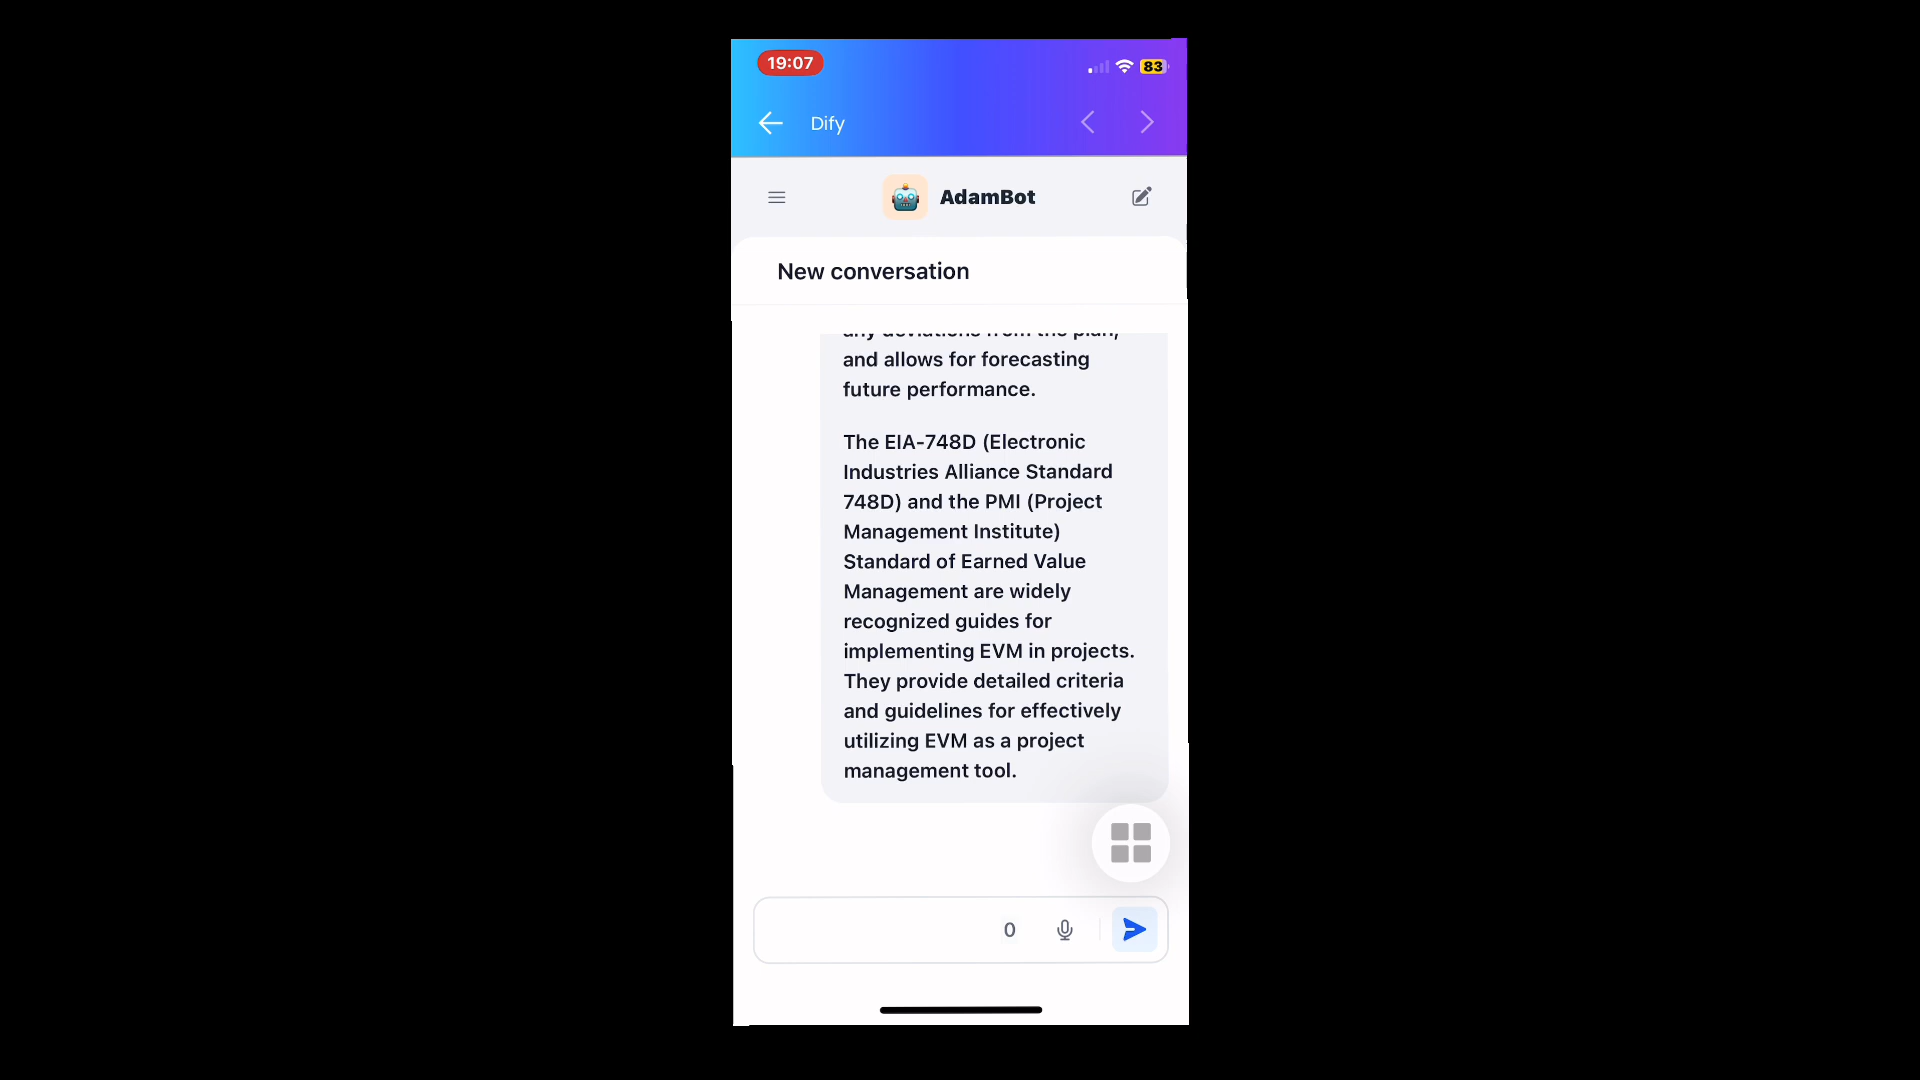 19:07
83
Dify
AdamBot
New conversation
any deviations from the plan,
and allows for forecasting
future performance.
The EIA-748D (Electronic
Industries Alliance Standard
748D) and the PMI (Project
Management Institute)
Standard of Earned Value
Management are widely
recognized guides for
implementing EVM in projects.
They provide detailed criteria
and guidelines for effectively
utilizing EVM as a project
management tool.
0